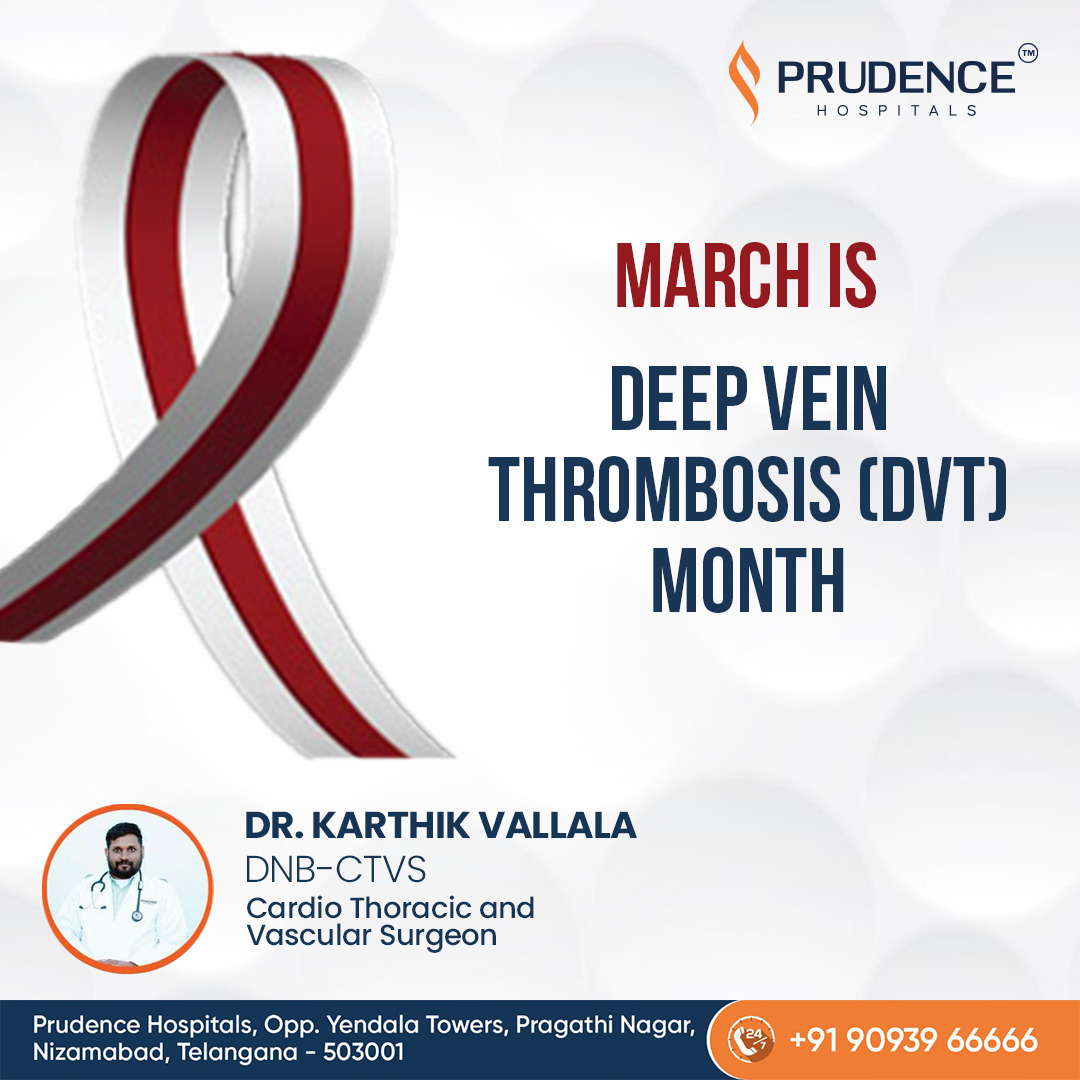 PRUDENCE™
HOSPITALS
MARCH IS
DEEP VEIN
THROMBOSIS (DVT)
MONTH
DR. KARTHIK VALLALA
DNB-CTVS
Cardio Thoracic and
Vascular Surgeon
Prudence Hospitals, Opp. Yendala Towers, Pragathi Nagar,
Nizamabad, Telangana - 503001
24/7
+91 90939 66666